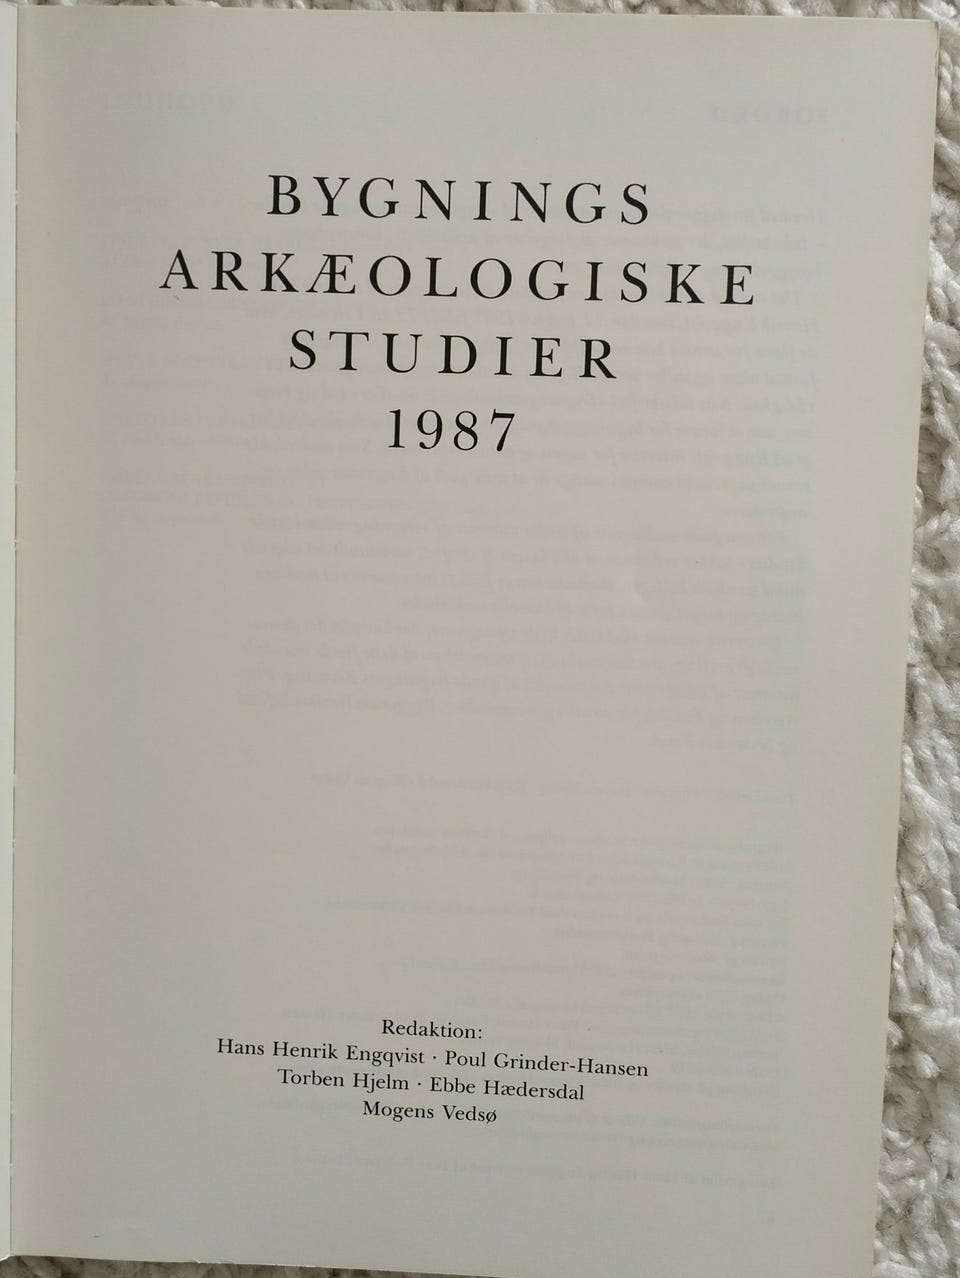 BYGNINGS
ARKÆOLOGISKE
STUDIER
1987
Redaktion:
Hans Henrik Engqvist · Poul Grinder-Hansen
Torben Hjelm · Ebbe Hædersdal
Mogens Vedsø